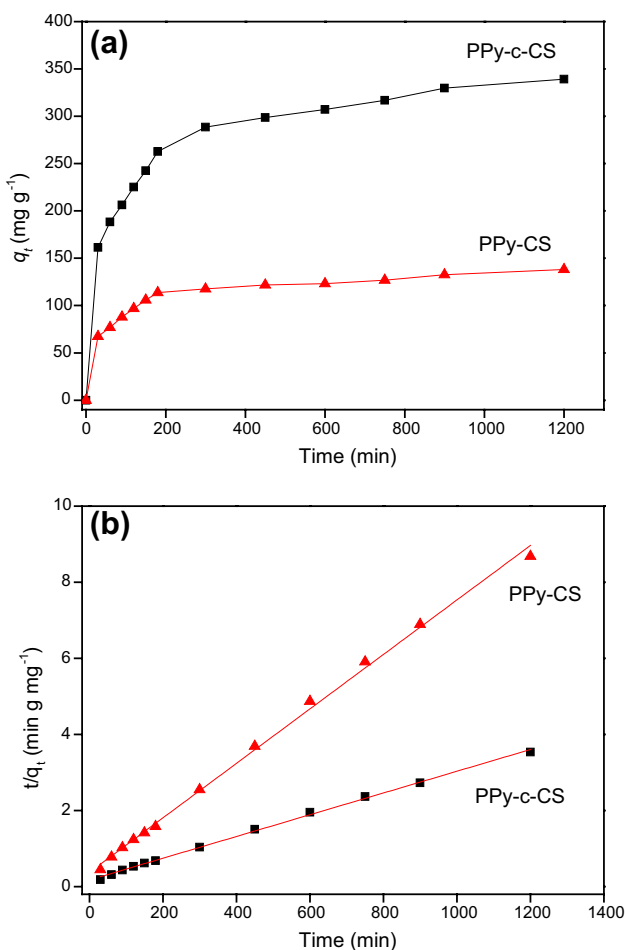 (a)
PPy-c-CS
PPy-CS
400
350
300
250
200
150
100
50
0
qt (mg g-1)
0 200 400 600 800 1000 1200
Time (min)
(b)
PPy-CS
PPy-c-CS
10
8
6
4
2
0
t/qt (min g mg-1)
0 200 400 600 800 1000 1200 1400
Time (min)